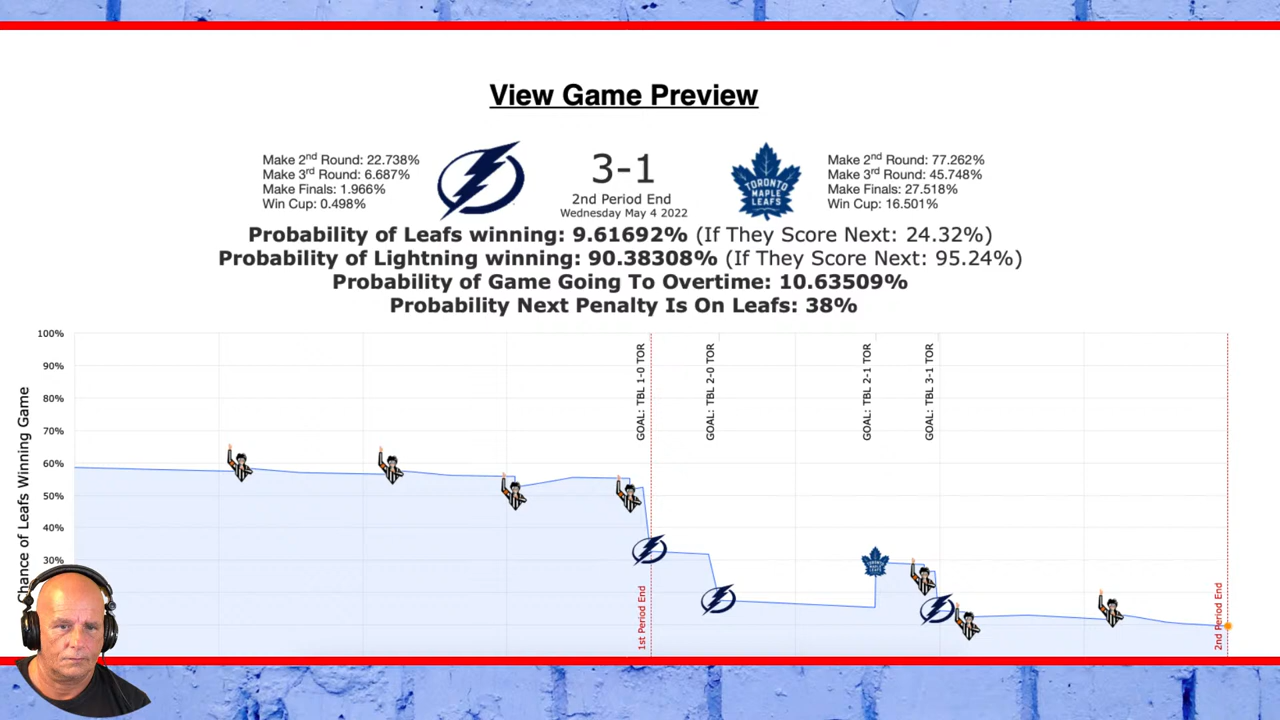 View Game Preview
Make 2nd Round: 22.738%
Make 3rd Round: 6.687%
Make Finals: 1.966%
Win Cup: 0.498%
3-1
2nd Period End
Wednesday May 4 2022
TORONTO
MAPLE
LEAFS
Make 2nd Round: 77.262%
Make 3rd Round: 45.748%
Make Finals: 27.518%
Win Cup: 16.501%
Probability of Leafs winning: 9.61692% (If They Score Next: 24.32%)
Probability of Lightning winning: 90.38308% (If They Score Next: 95.24%)
Probability of Game Going To Overtime: 10.63509%
Probability Next Penalty Is On Leafs: 38%
Chance of Leafs Winning Game
100%
90%
80%
70%
60%
50%
40%
30%
GOAL: TBL 1-0 TOR
GOAL: TBL 2-0 TOR
GOAL: TBL 2-1 TOR
GOAL: TBL 3-1 TOR
1st Period End
2nd Period End